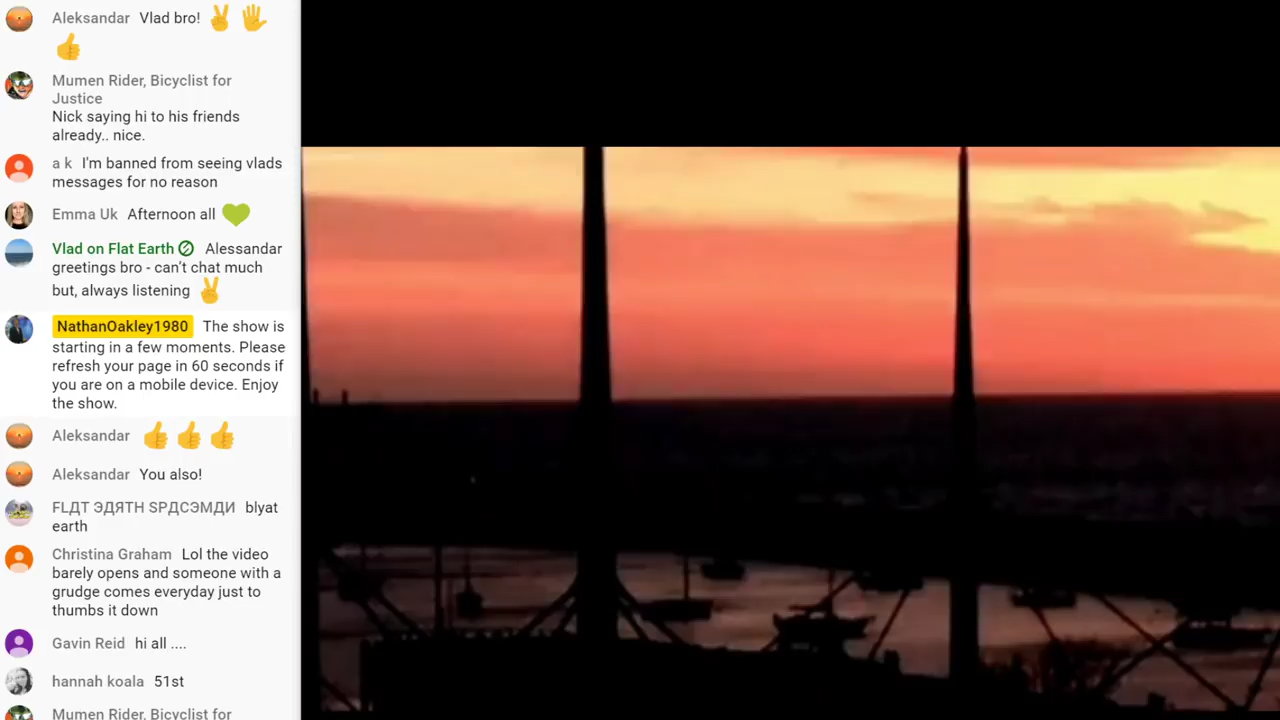 Aleksandar Vlad bro! ✌️ 🖐️
👍
Mumen Rider, Bicyclist for
Justice
Nick saying hi to his friends
already.. nice.
a k I'm banned from seeing vlads
messages for no reason
Emma Uk Afternoon all 💚
Vlad on Flat Earth Alessandar
greetings bro - can't chat much
but, always listening ✌️
NathanOakley1980 The show is
starting in a few moments. Please
refresh your page in 60 seconds if
you are on a mobile device. Enjoy
the show.
Aleksandar 👍 👍 👍
Aleksandar You also!
FLДT ЭДЯTH SPДCЭMДИ blyat
earth
Christina Graham Lol the video
barely opens and someone with a
grudge comes everyday just to
thumbs it down
Gavin Reid hi all ....
hannah koala 51st
Mumen Rider, Bicyclist for